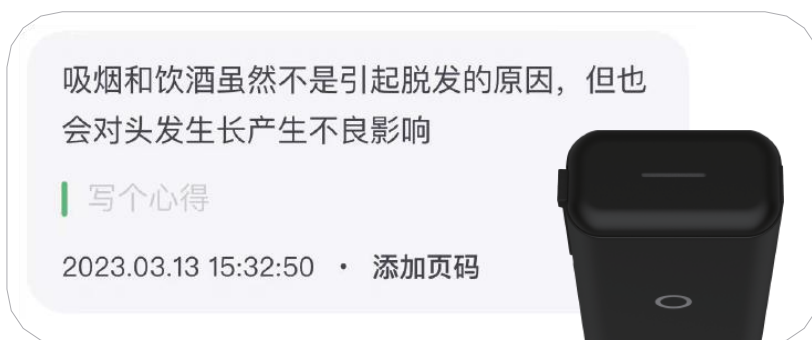 吸烟和饮酒虽然不是引起脱发的原因，但也
会对头发生长产生不良影响
写个心得
2023.03.13 15:32:50 · 添加页码